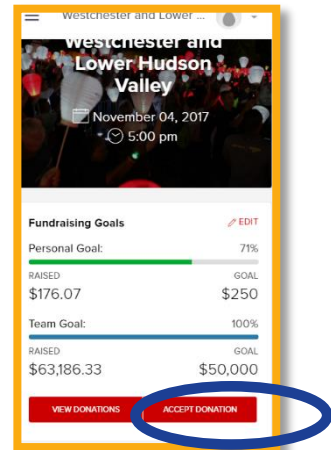 Westchester and Lower ...
Westchester and
Lower Hudson
Valley
November 04, 2017
5:00 pm
Fundraising Goals
EDIT
Personal Goal: 71%
RAISED GOAL
$176.07 $250
Team Goal: 100%
RAISED GOAL
$63,186.33 $50,000
VIEW DONATIONS ACCEPT DONATION